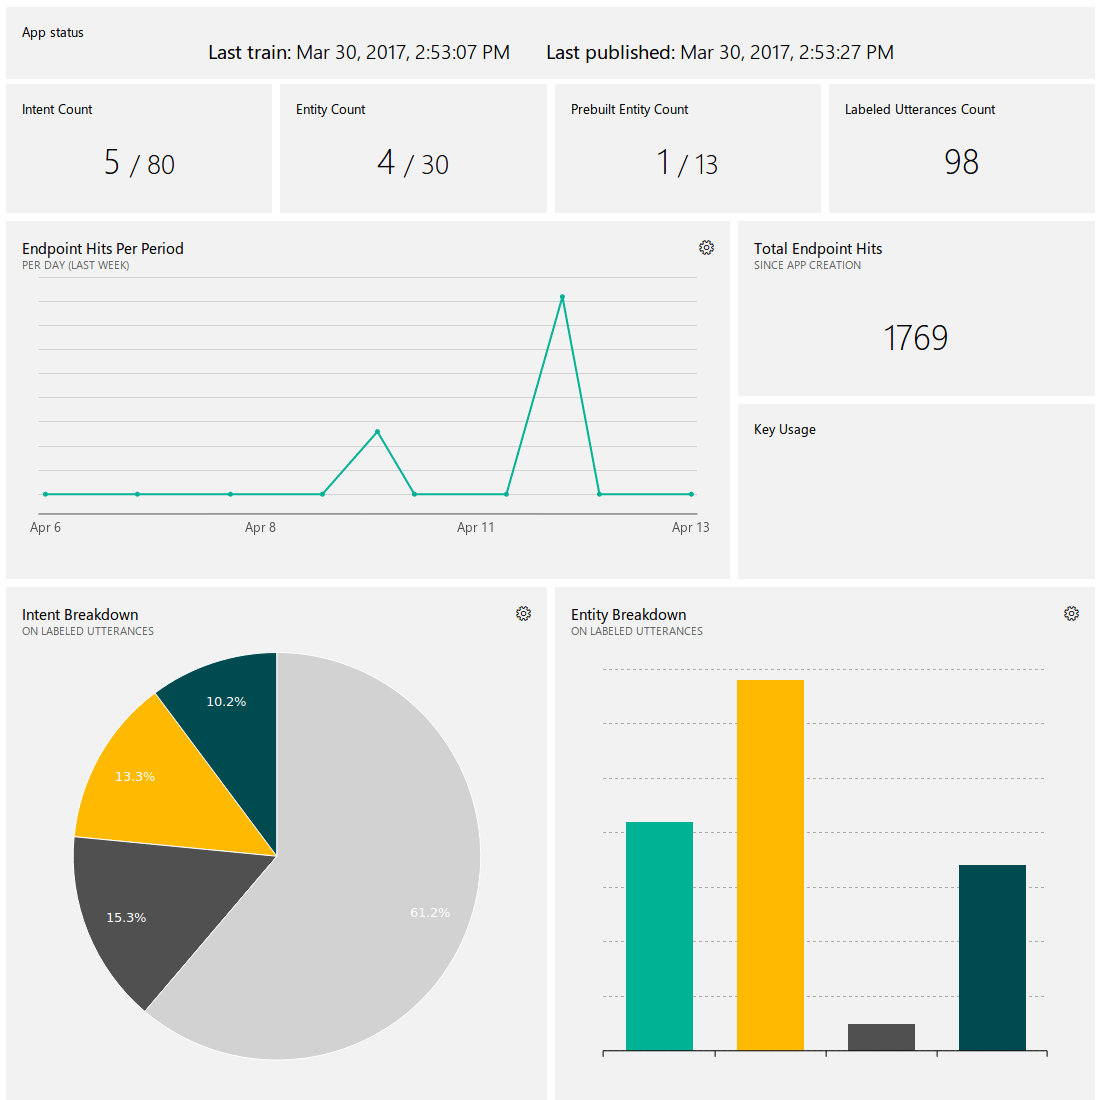 App status
Last train: Mar 30, 2017, 2:53:07 PM Last published: Mar 30, 2017, 2:53:27 PM
Intent Count
5 / 80
Entity Count
4 / 30
Prebuilt Entity Count
1 / 13
Labeled Utterances Count
98
Endpoint Hits Per Period
PER DAY (LAST WEEK)
Apr 6 Apr 8 Apr 11 Apr 13
Total Endpoint Hits
SINCE APP CREATION
1769
Key Usage
Intent Breakdown
ON LABELED UTTERANCES
10.2%
13.3%
15.3%
61.2%
Entity Breakdown
ON LABELED UTTERANCES